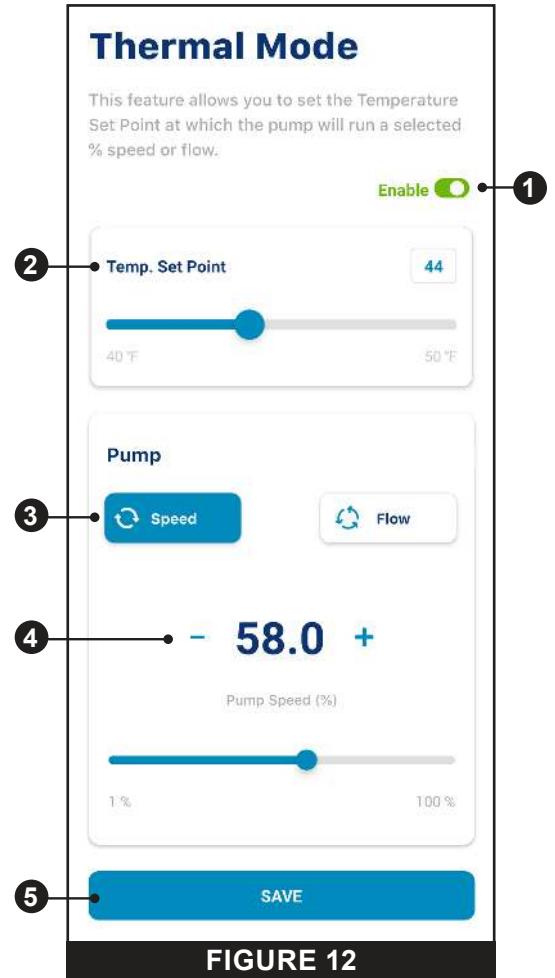 Thermal Mode
This feature allows you to set the Temperature
Set Point at which the pump will run a selected
% speed or flow.
Enable
1
2
Temp. Set Point 44
40 °F 50 °F
Pump
3
Speed Flow
4
- 58.0 +
Pump Speed (%)
1 % 100 %
5
SAVE
FIGURE 12